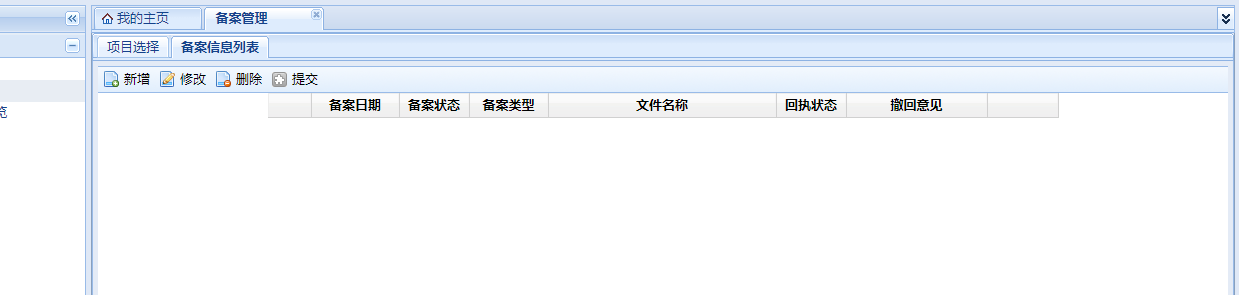 我的主页 备案管理
项目选择 备案信息列表
新增 修改 删除 提交
备案日期 备案状态 备案类型 文件名称 回执状态 撤回意见
览